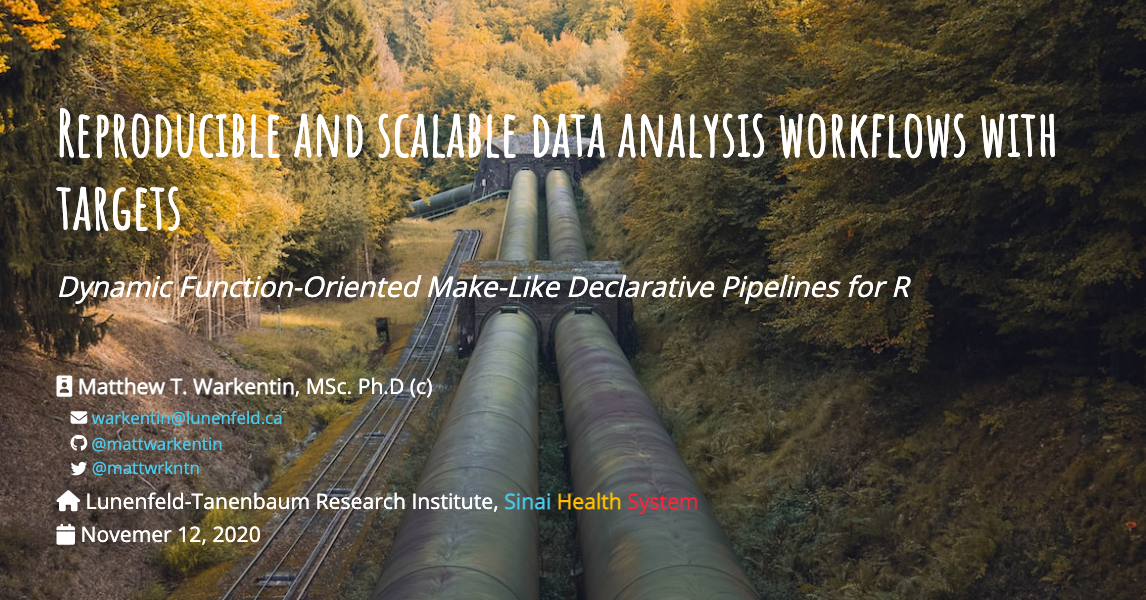 Reproducible and scalable data analysis workflows with
targets
Dynamic Function-Oriented Make-Like Declarative Pipelines for R
Matthew T. Warkentin, MSc. Ph.D (c)
warkentin@lunenfeld.ca
@mattwarkentin
@mattwrkntn
Lunenfeld-Tanenbaum Research Institute, Sinai Health System
Novemer 12, 2020